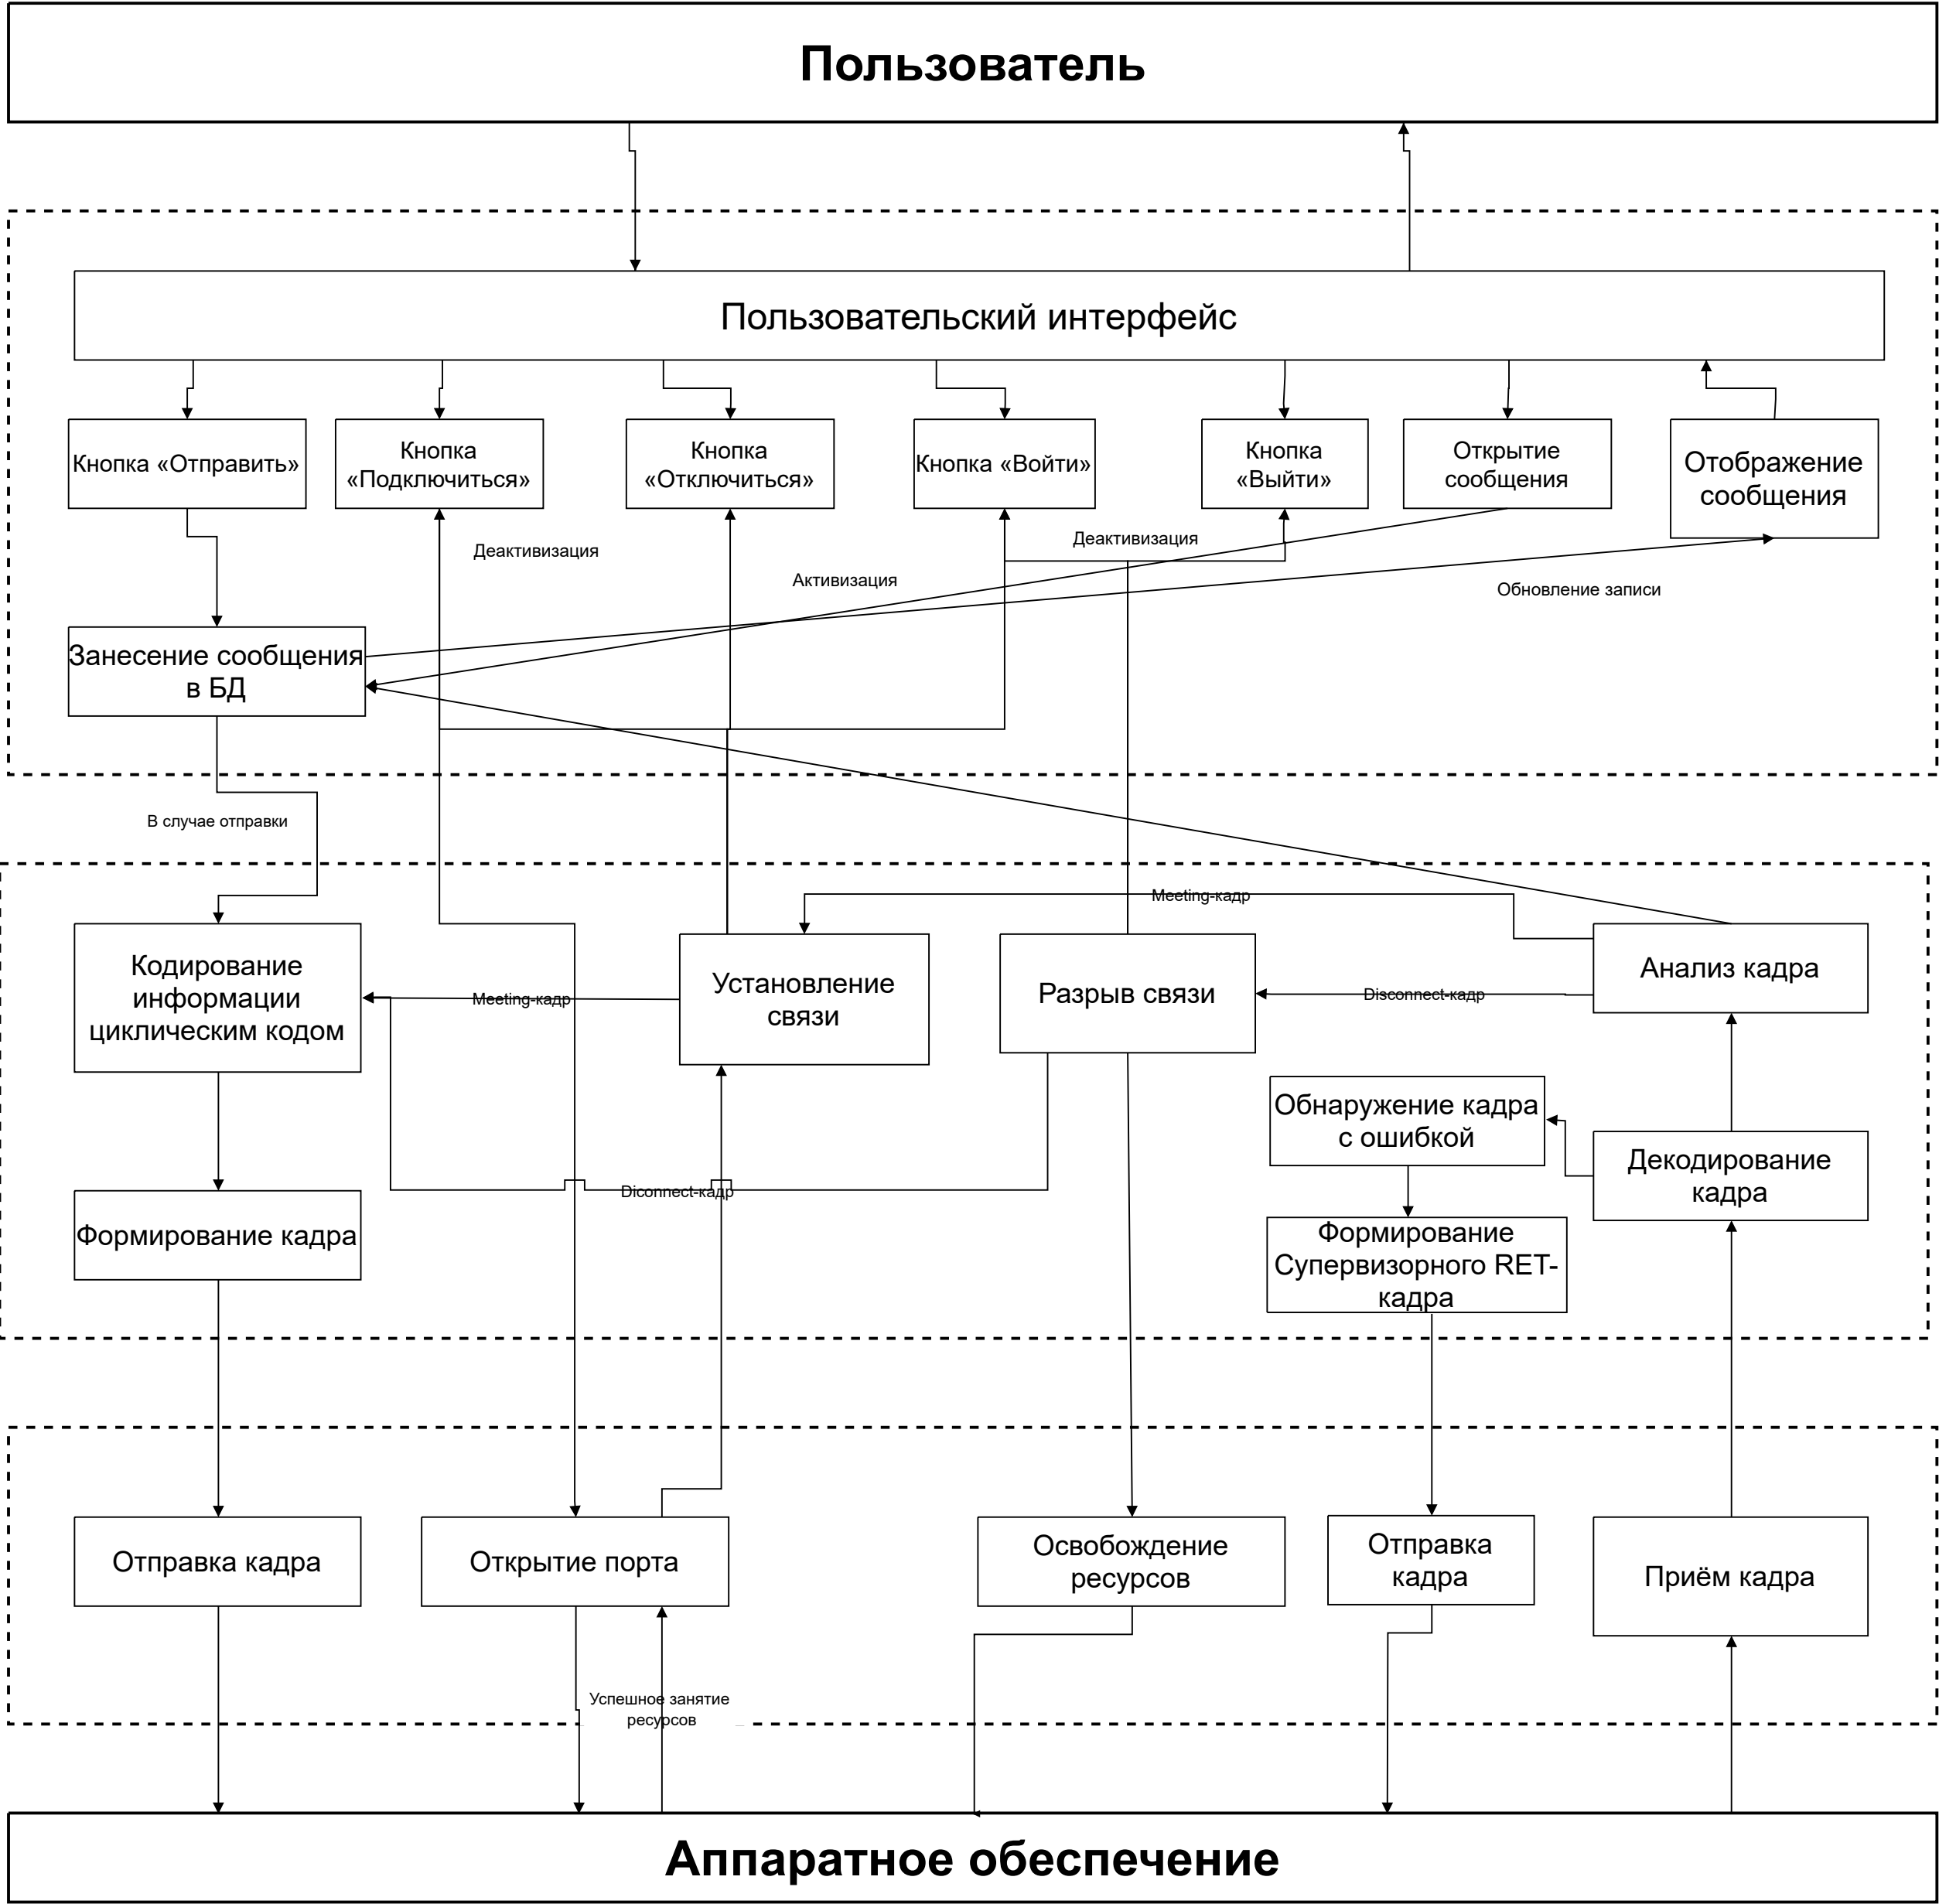 Пользователь
Пользовательский интерфейс
Кнопка «Отправить»
Кнопка
«Подключиться»
Кнопка
«Отключиться»
Кнопка «Войти»
Кнопка
«Выйти»
Открытие
сообщения
Отображение
сообщения
Деактивизация
Деактивизация
Активизация
Обновление записи
Занесение сообщения
в БД
В случае отправки
Meeting-кадр
Кодирование
информации
циклическим кодом
Meeting-кадр
Установление
связи
Разрыв связи
Disconnect-кадр
Анализ кадра
Обнаружение кадра
с ошибкой
Декодирование
кадра
Diconnect-кадр
Формирование кадра
Формирование
Супервизорного RET-
кадра
Отправка кадра
Открытие порта
Освобождение
ресурсов
Отправка
кадра
Приём кадра
Успешное занятие
ресурсов
Аппаратное обеспечение